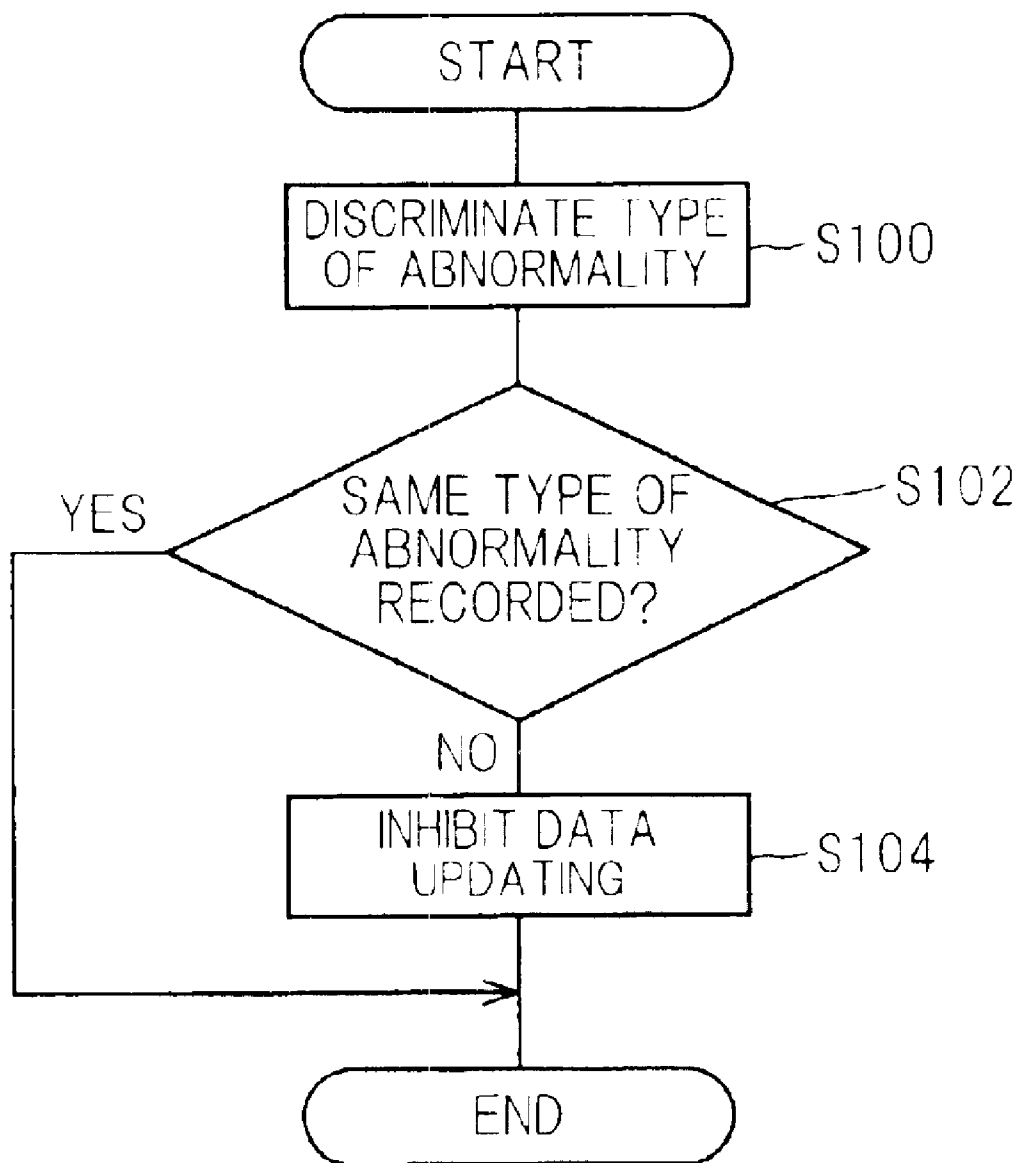 START
DISCRIMINATE TYPE
OF ABNORMALITY
S100
SAME TYPE OF
ABNORMALITY
RECORDED?
S102
YES
NO
INHIBIT DATA
UPDATING
S104
END